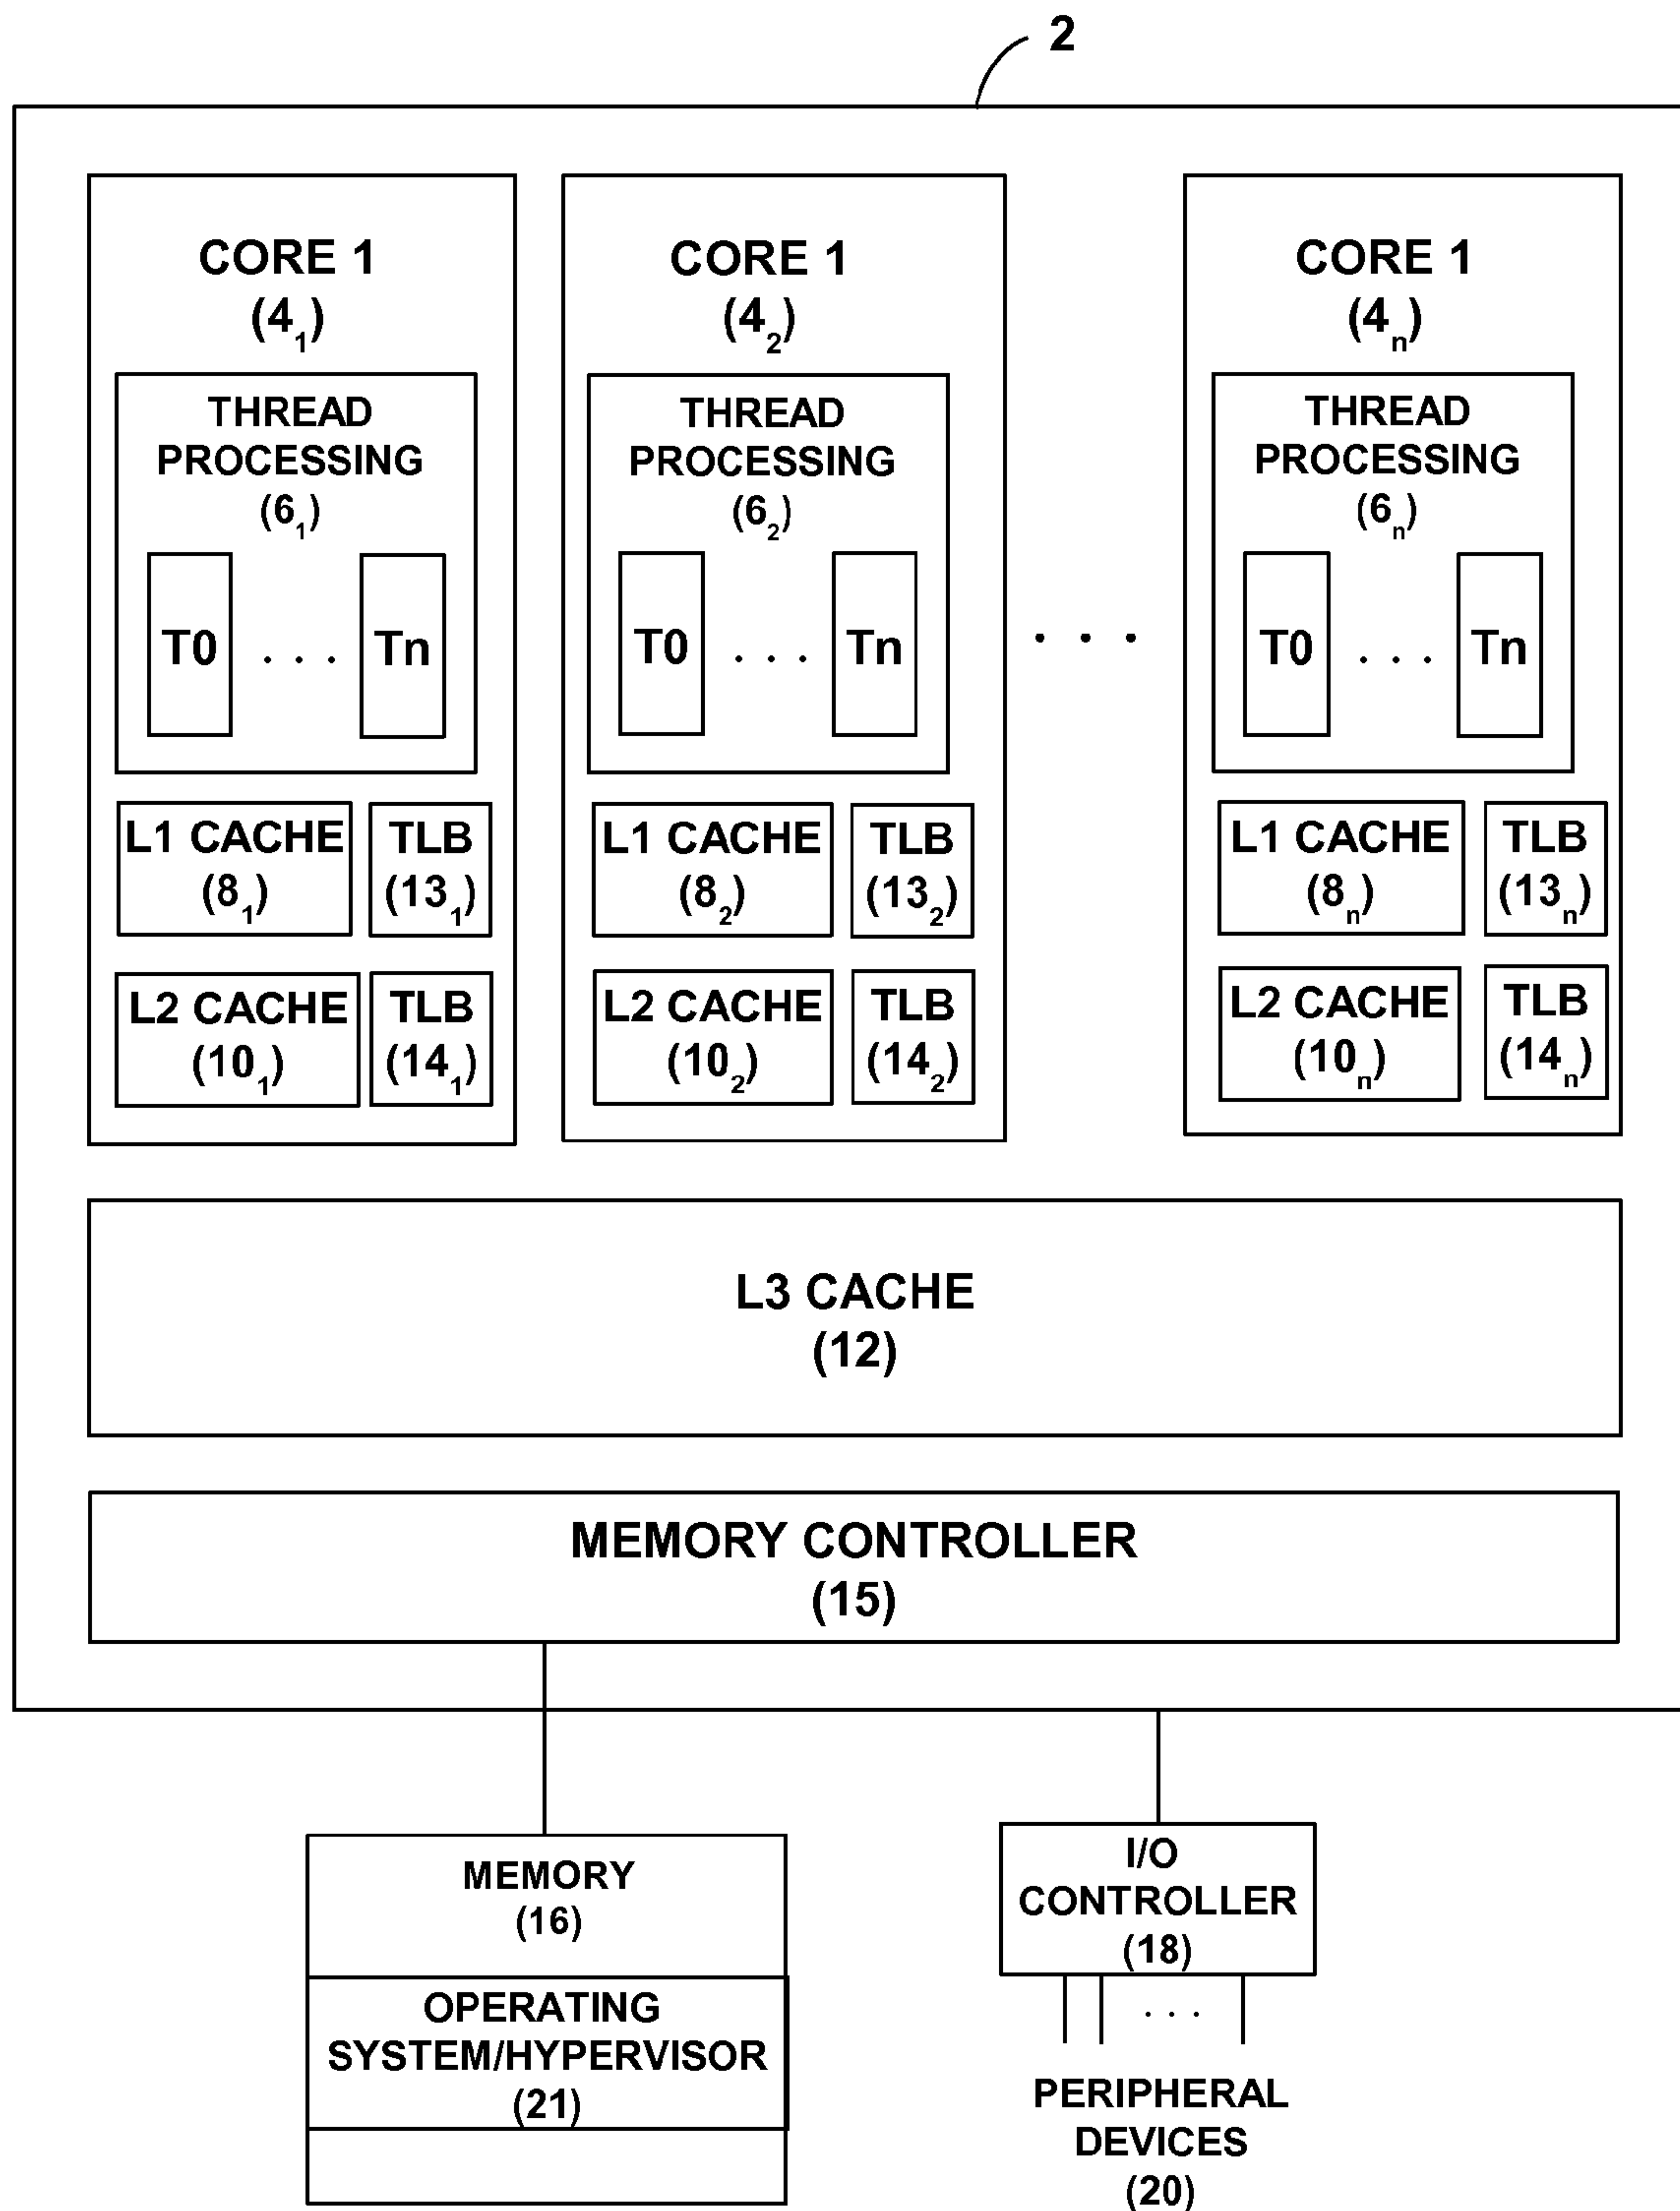 2
CORE 1
(4₁)
THREAD
PROCESSING
(6₁)
T0 . . . Tn
L1 CACHE
(8₁)
TLB
(13₁)
L2 CACHE
(10₁)
TLB
(14₁)
CORE 1
(4₂)
THREAD
PROCESSING
(6₂)
T0 . . . Tn
L1 CACHE
(8₂)
TLB
(13₂)
L2 CACHE
(10₂)
TLB
(14₂)
. . .
CORE 1
(4ₙ)
THREAD
PROCESSING
(6ₙ)
T0 . . . Tn
L1 CACHE
(8ₙ)
TLB
(13ₙ)
L2 CACHE
(10ₙ)
TLB
(14ₙ)
L3 CACHE
(12)
MEMORY CONTROLLER
(15)
MEMORY
(16)
OPERATING
SYSTEM/HYPERVISOR
(21)
I/O
CONTROLLER
(18)
. . .
PERIPHERAL
DEVICES
(20)